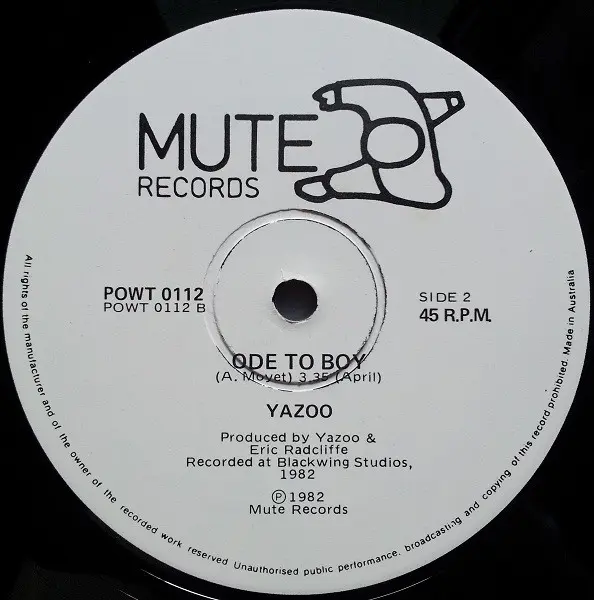 MUTE
RECORDS
POWT 0112
POWT 0112 B
SIDE 2
45 R.P.M.
ODE TO BOY
(A. Moyet) 3.35 (April)
YAZOO
Produced by Yazoo &
Eric Radcliffe
Recorded at Blackwing Studios,
1982
℗ 1982
Mute Records
All rights of the manufacturer and of the owner of the recorded work reserved Unauthorised public performance, broadcasting and copying of this record prohibited. Made in Australia